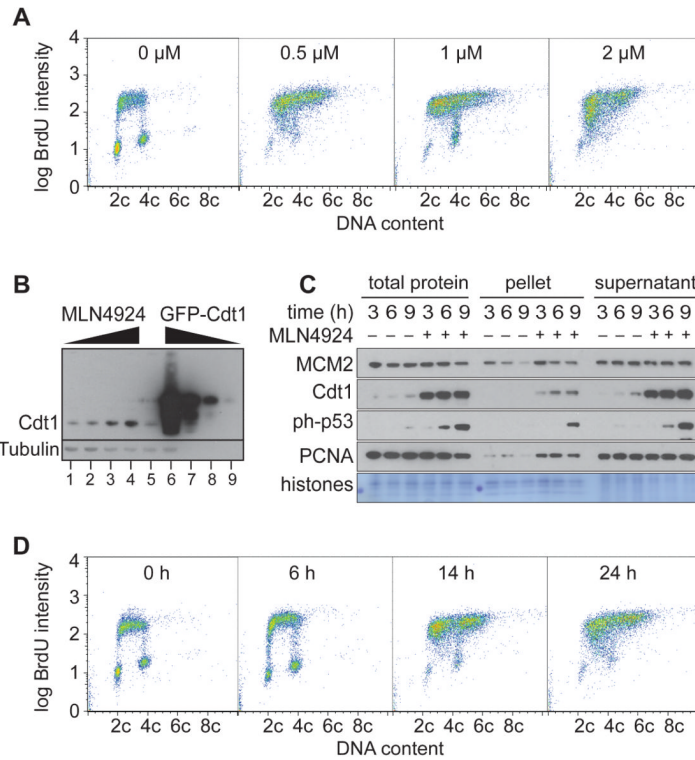 A
0 µM 0.5 µM 1 µM 2 µM
log BrdU intensity
4
3
2
1
0
2c 4c 6c 8c 2c 4c 6c 8c 2c 4c 6c 8c 2c 4c 6c 8c
DNA content
B
MLN4924 GFP-Cdt1
Cdt1
Tubulin
1 2 3 4 5 6 7 8 9
C
total protein pellet supernatant
time (h) 3 6 9 3 6 9 3 6 9 3 6 9 3 6 9 3 6 9
MLN4924 – – – + + + – – – + + + – – – + + +
MCM2
Cdt1
ph-p53
PCNA
histones
D
0 h 6 h 14 h 24 h
log BrdU intensity
4
3
2
1
0
2c 4c 6c 8c 2c 4c 6c 8c 2c 4c 6c 8c 2c 4c 6c 8c
DNA content